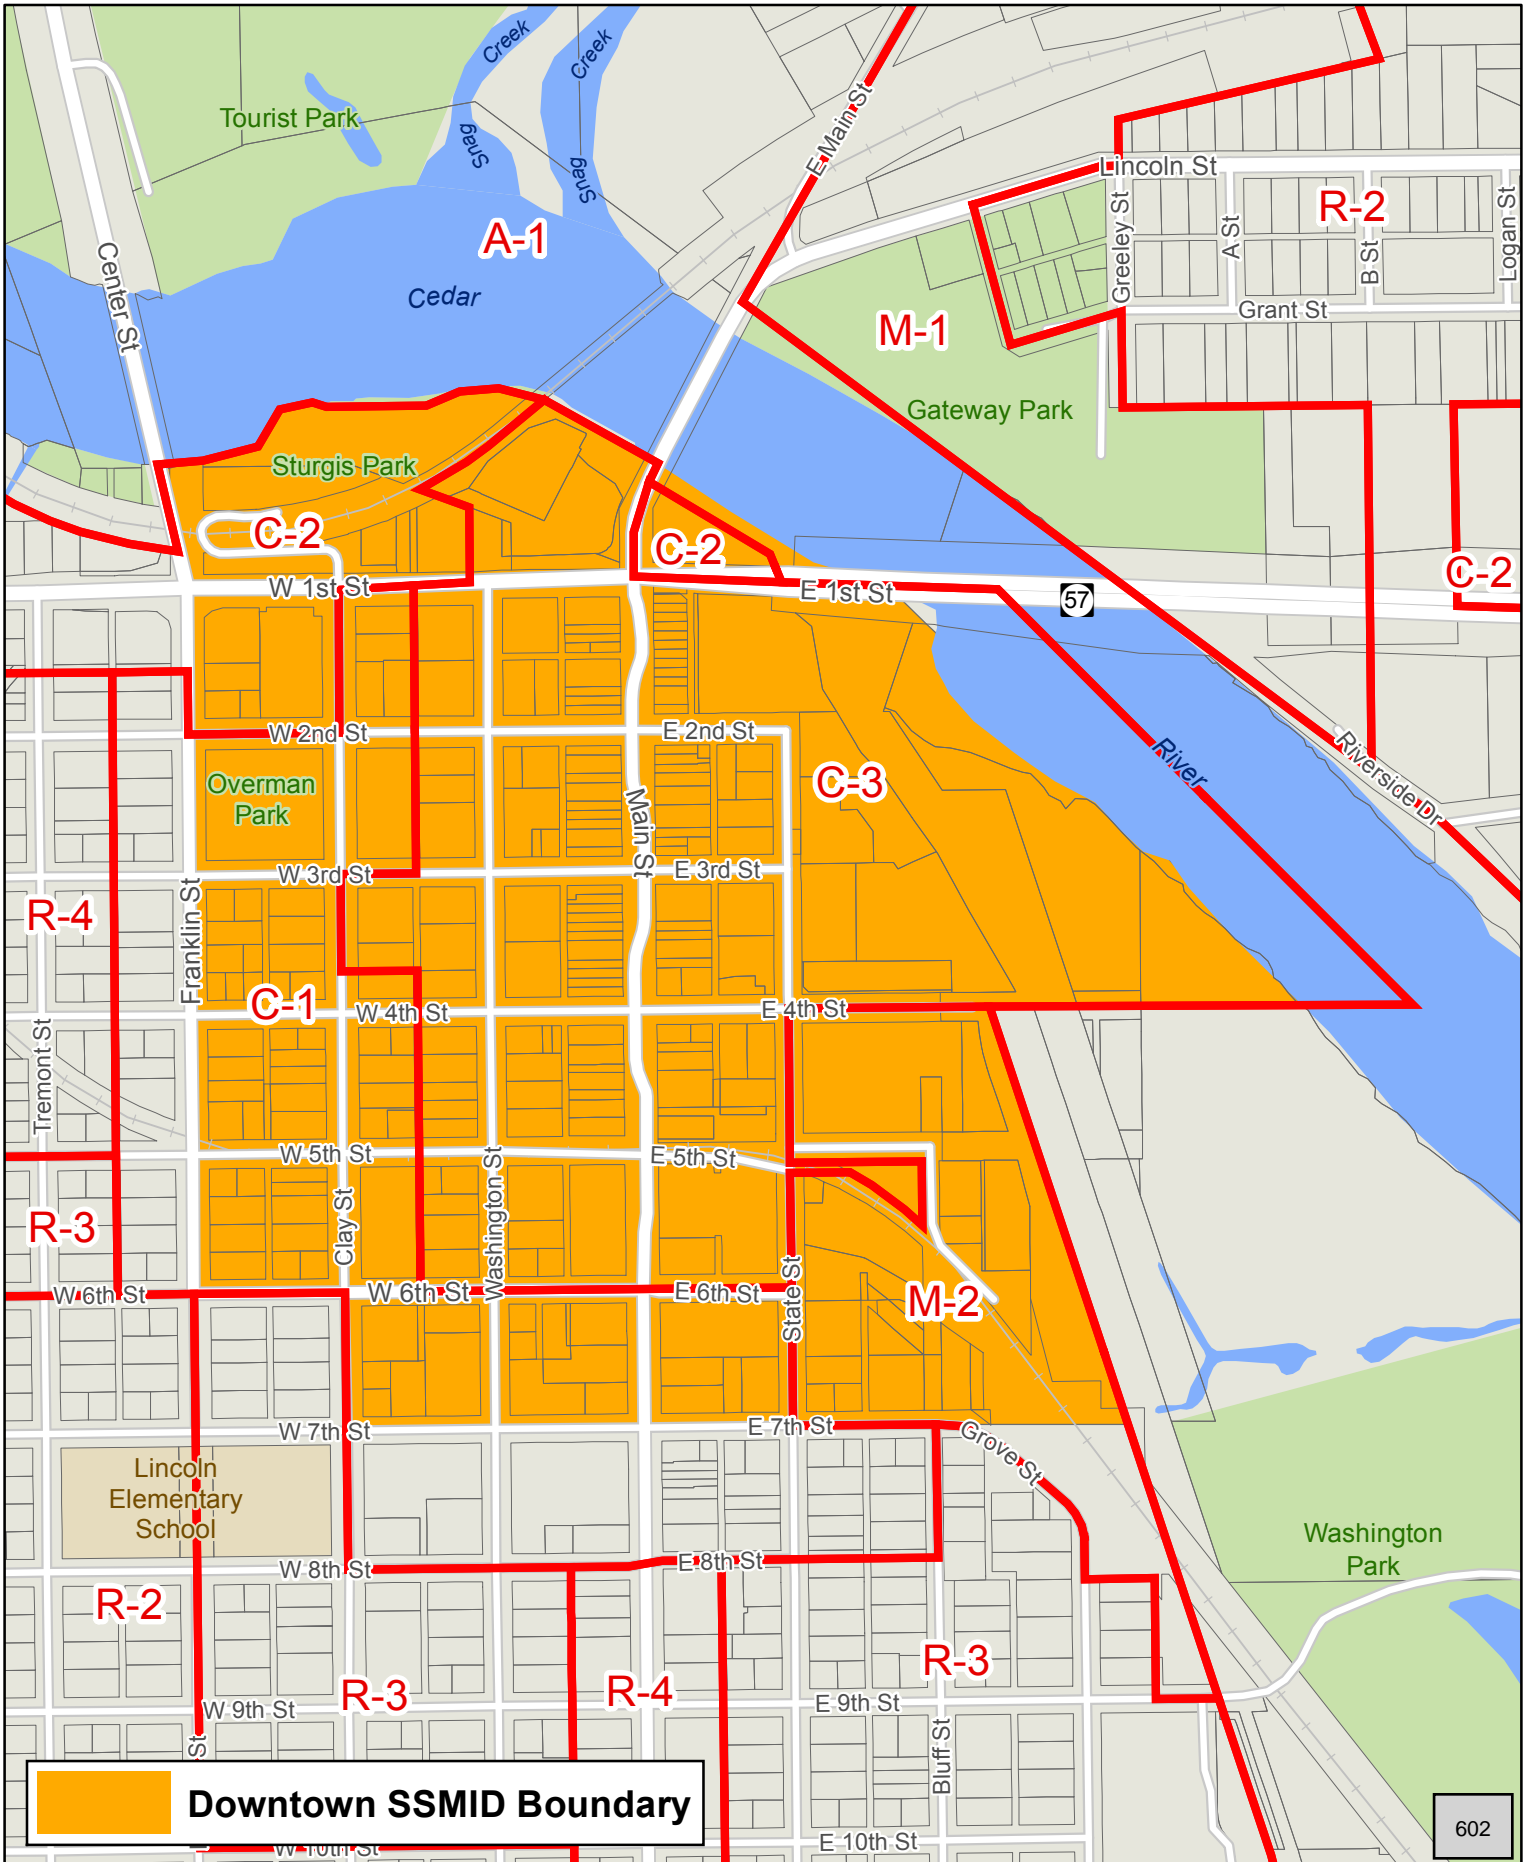 Creek
Creek
Tourist Park
Snag
Snag
E Main St
Lincoln St
R-2
Greeley St
A St
B St
Logan St
A-1
Center St
Cedar
Grant St
M-1
Gateway Park
Sturgis Park
C-2
C-2
C-2
W 1st St
E 1st St
57
W 2nd St
E 2nd St
Overman
Park
Main St
C-3
River
Riverside Dr
W 3rd St
E 3rd St
R-4
Franklin St
C-1
W 4th St
E 4th St
Tremont St
W 5th St
E 5th St
R-3
Clay St
Washington St
State St
W 6th St
W 6th St
E 6th St
M-2
W 7th St
E 7th St
Grove St
Lincoln
Elementary
School
Washington
Park
W 8th St
E 8th St
R-2
R-3
R-4
R-3
W 9th St
E 9th St
St
Bluff St
Downtown SSMID Boundary
W 10th St
E 10th St
602